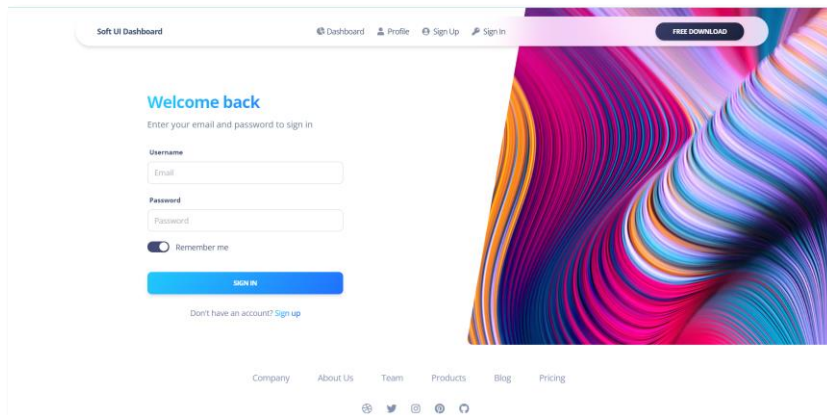 Soft UI Dashboard Dashboard Profile Sign Up Sign In FREE DOWNLOAD
Welcome back
Enter your email and password to sign in
Username
Email
Password
Password
Remember me
SIGN IN
Don't have an account? Sign up
Company About Us Team Products Blog Pricing